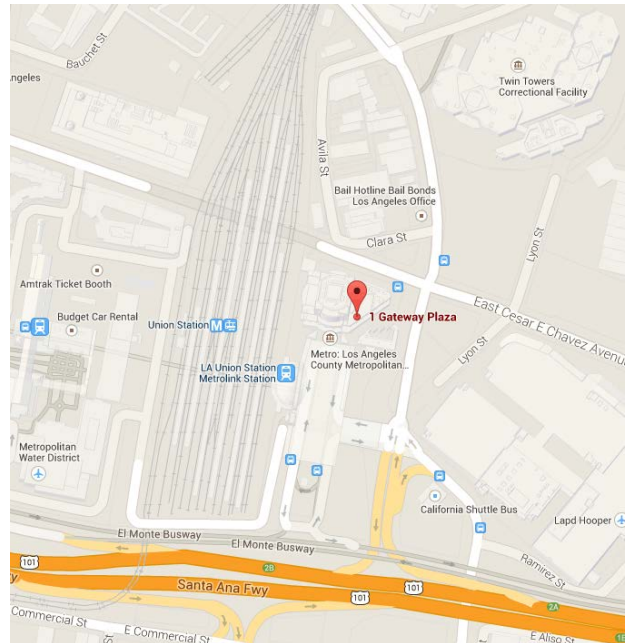 Bauchet St
ngeles
Twin Towers
Correctional Facility
Avila St
Bail Hotline Bail Bonds
Los Angeles Office
Lyon St
Clara St
Amtrak Ticket Booth
East Cesar E Chavez Avenu
Budget Car Rental
Union Station
M
1 Gateway Plaza
Lyon St
Metro: Los Angeles
County Metropolitan...
LA Union Station
Metrolink Station
Metropolitan
Water District
California Shuttle Bus
Lapd Hooper
El Monte Busway
El Monte Busway
Ramirez St
101
2B
101
Santa Ana Fwy
101
101
2A
101
Commercial St
E Commercial St
E Aliso St